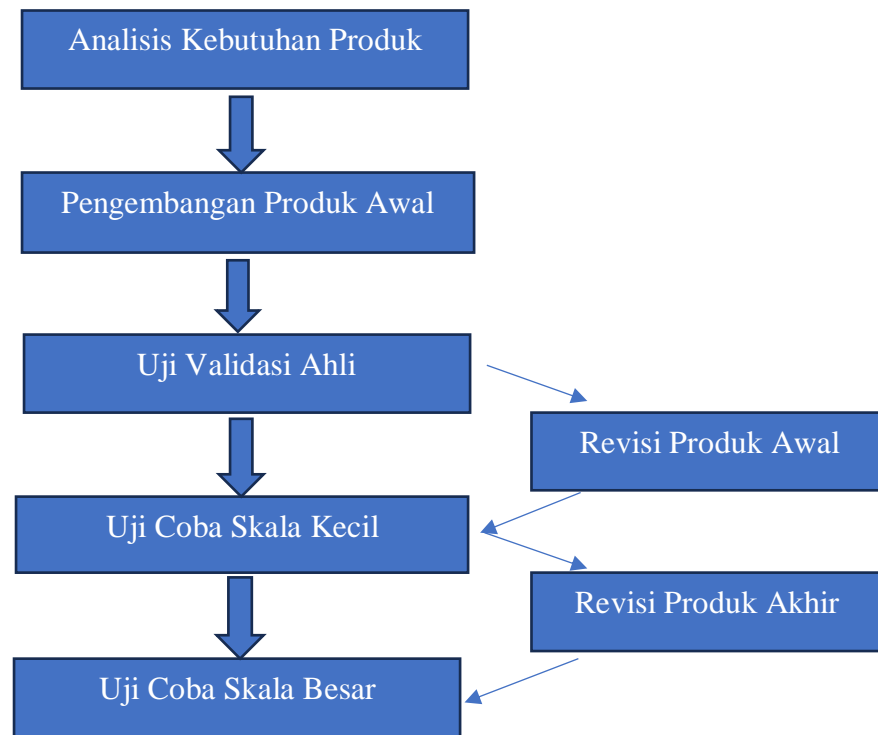 Analisis Kebutuhan Produk
Pengembangan Produk Awal
Uji Validasi Ahli
Revisi Produk Awal
Uji Coba Skala Kecil
Revisi Produk Akhir
Uji Coba Skala Besar